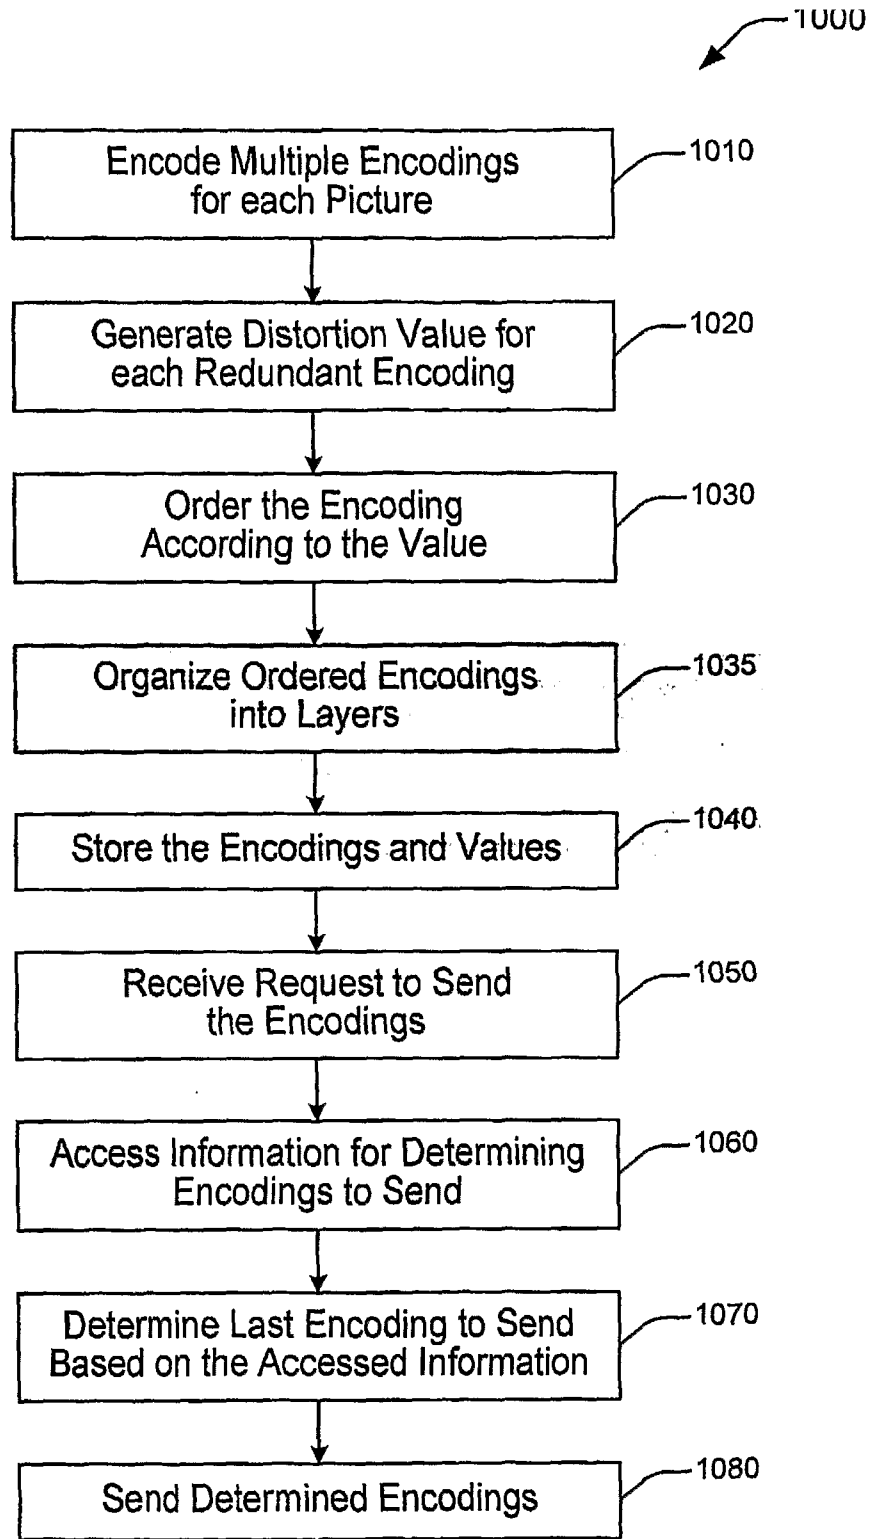 1000
Encode Multiple Encodings
for each Picture
1010
Generate Distortion Value for
each Redundant Encoding
1020
Order the Encoding
According to the Value
1030
Organize Ordered Encodings
into Layers
1035
Store the Encodings and Values
1040
Receive Request to Send
the Encodings
1050
Access Information for Determining
Encodings to Send
1060
Determine Last Encoding to Send
Based on the Accessed Information
1070
Send Determined Encodings
1080